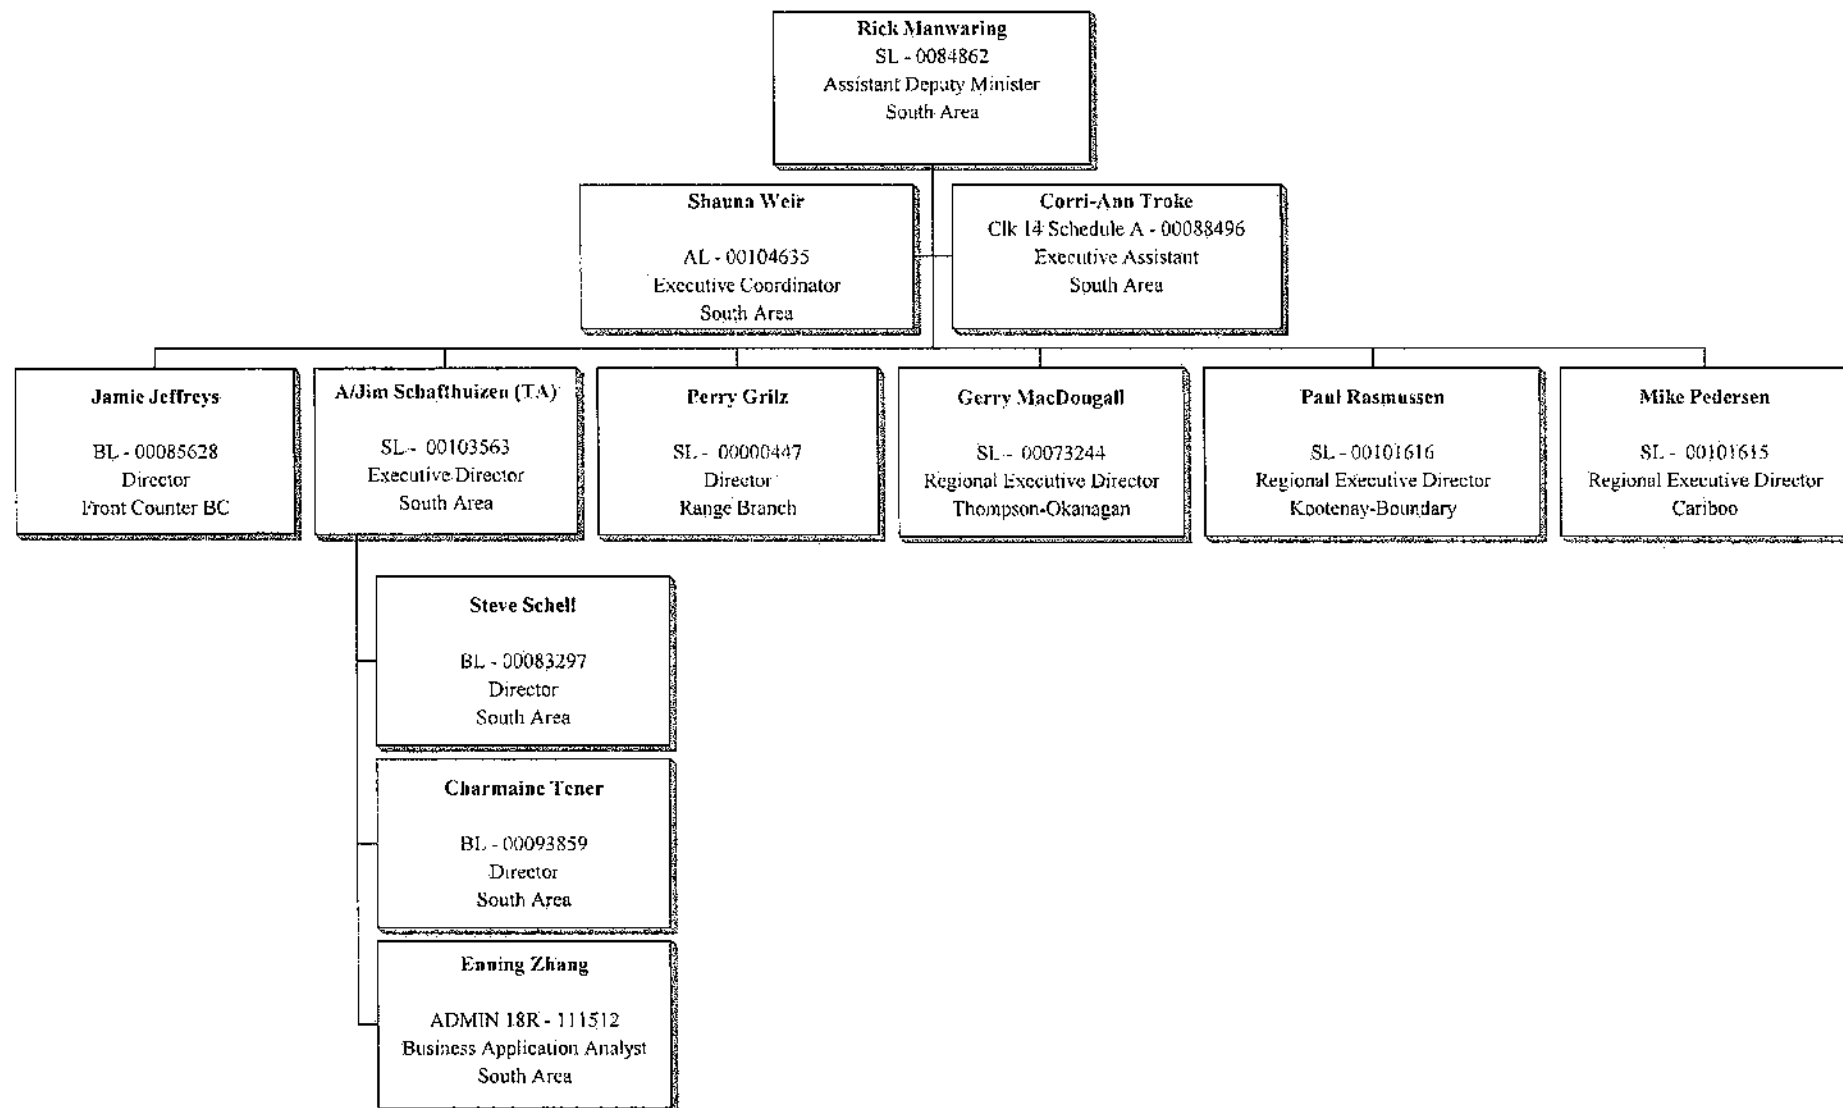 Rick Manwaring
SL - 0084862
Assistant Deputy Minister
South Area
Shauna Weir
AL - 00104635
Executive Coordinator
South Area
Corri-Ann Troke
Clk 14 Schedule A - 00088496
Executive Assistant
South Area
Jamie Jeffreys
BL - 00085628
Director
Front Counter BC
A/Jim Schafthuizen (TA)
SL - 00103563
Executive Director
South Area
Perry Grilz
SL - 00000447
Director
Range Branch
Gerry MacDougall
SL - 00073244
Regional Executive Director
Thompson-Okanagan
Paul Rasmussen
SL - 00101616
Regional Executive Director
Kootenay-Boundary
Mike Pedersen
SL - 00101615
Regional Executive Director
Cariboo
Steve Schell
BL - 00083297
Director
South Area
Charmaine Tener
BL - 00093859
Director
South Area
Enning Zhang
ADMIN 18R - 111512
Business Application Analyst
South Area